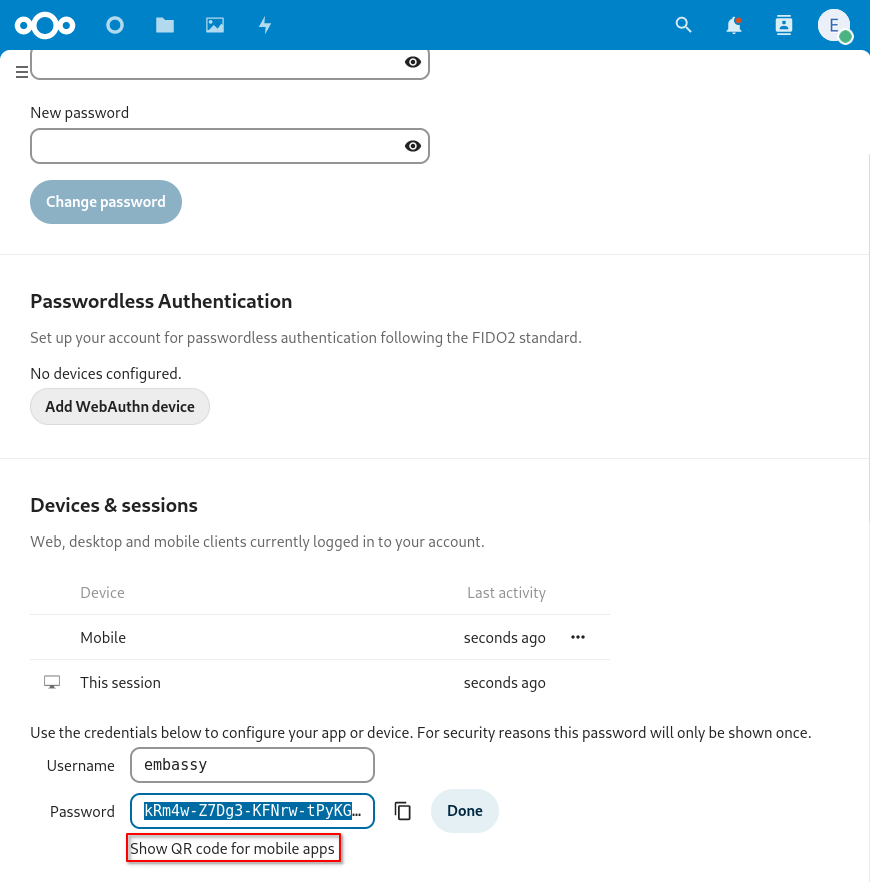 E
New password
Change password
Passwordless Authentication
Set up your account for passwordless authentication following the FIDO2 standard.
No devices configured.
Add WebAuthn device
Devices & sessions
Web, desktop and mobile clients currently logged in to your account.
Device Last activity
Mobile seconds ago
This session seconds ago
Use the credentials below to configure your app or device. For security reasons this password will only be shown once.
Username embassy
Password kRm4w-Z7Dg3-KFNrw-tPyKG… Done
Show QR code for mobile apps